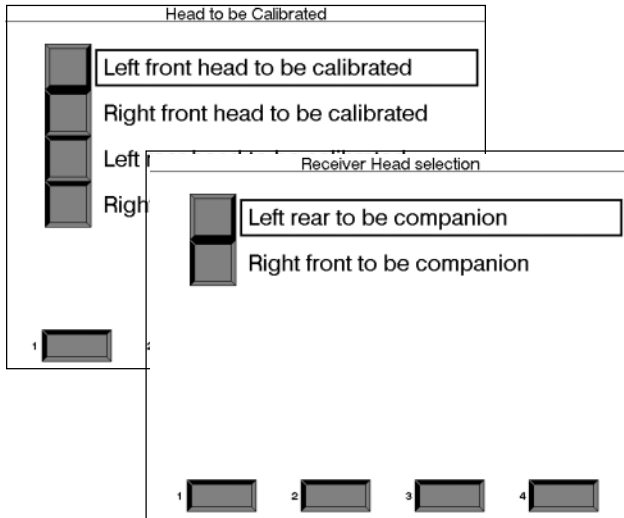 Head to be Calibrated
Left front head to be calibrated
Right front head to be calibrated
Left
Righ
1
Receiver Head selection
Left rear to be companion
Right front to be companion
1 2 3 4